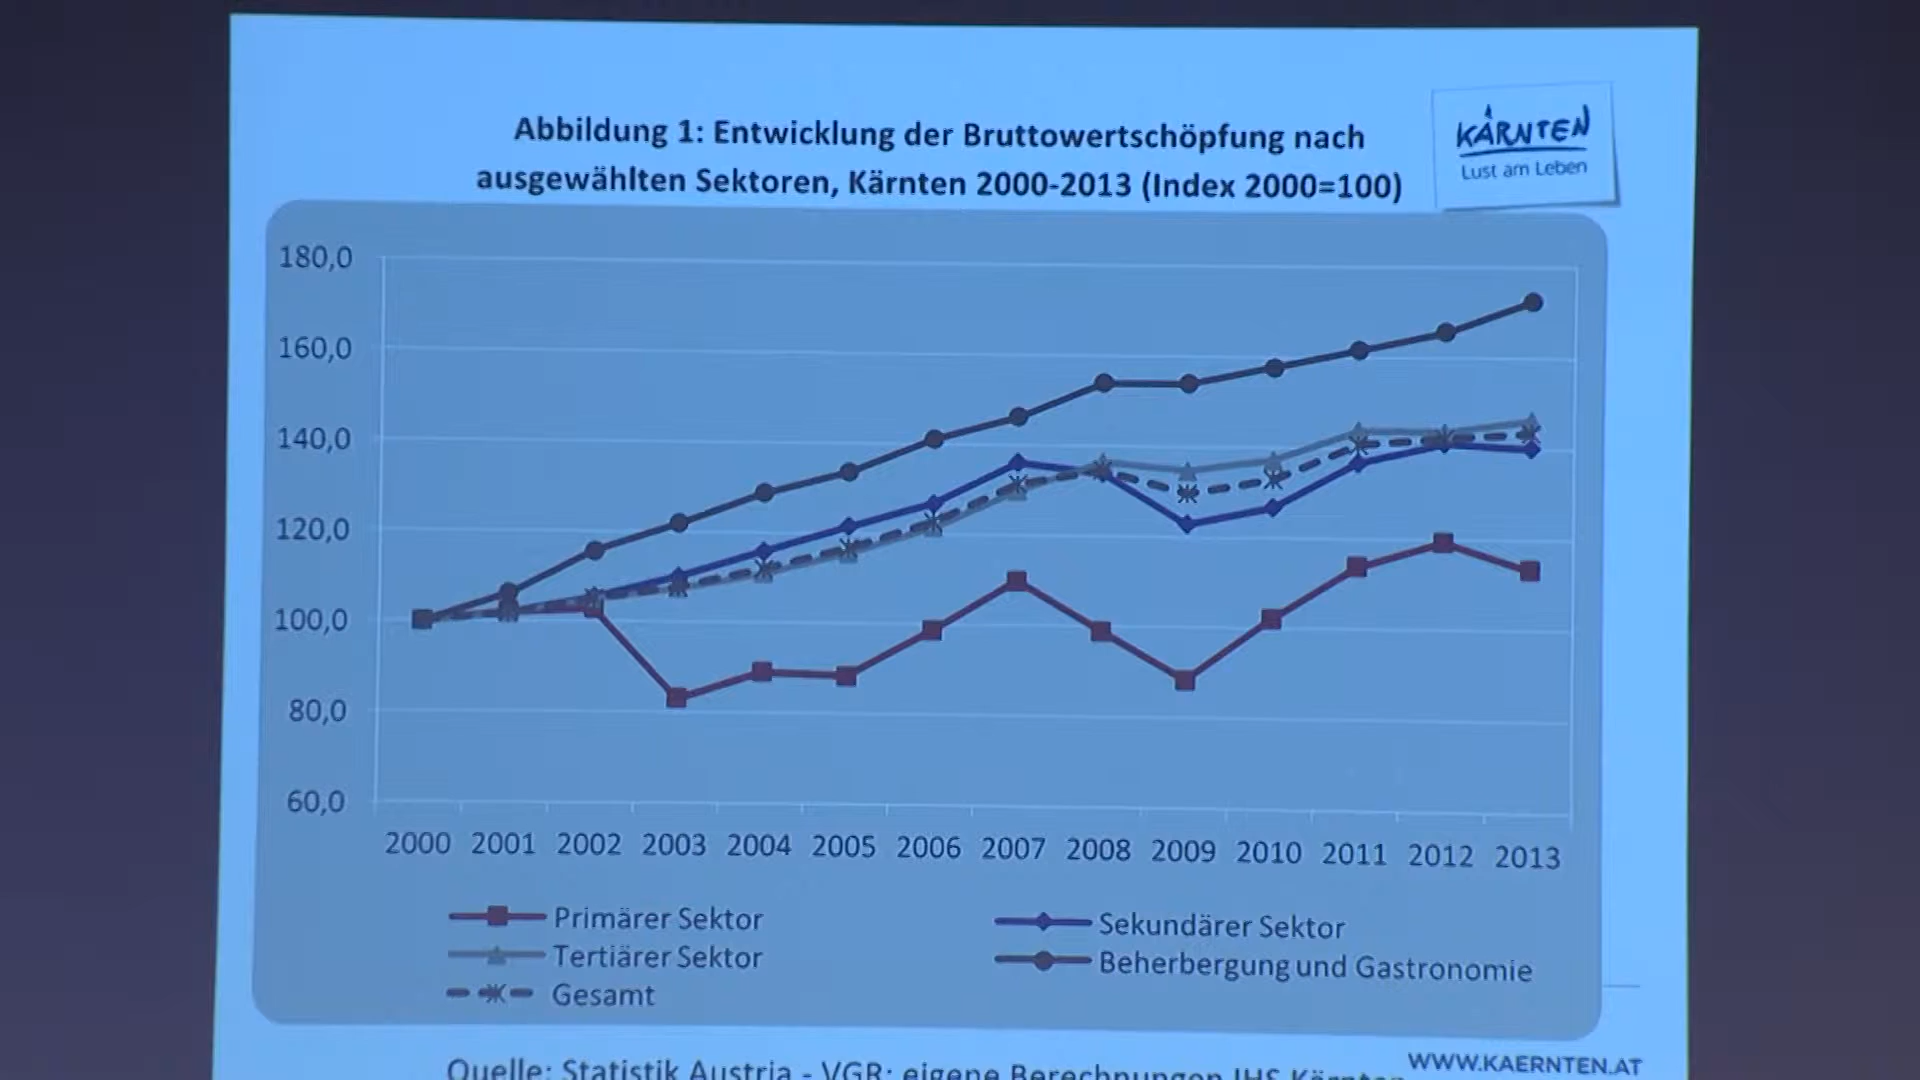 Abbildung 1: Entwicklung der Bruttowertschöpfung nach
ausgewählten Sektoren, Kärnten 2000-2013 (Index 2000=100)
KÄRNTEN
Lust am Leben
180,0
160,0
140,0
120,0
100,0
80,0
60,0
2000 2001 2002 2003 2004 2005 2006 2007 2008 2009 2010 2011 2012 2013
Primärer Sektor
Sekundärer Sektor
Tertiärer Sektor
Beherbergung und Gastronomie
Gesamt
Quelle: Statistik Austria - VGR; eigene Berechnungen IHS Kärnten
WWW.KAERNTEN.AT